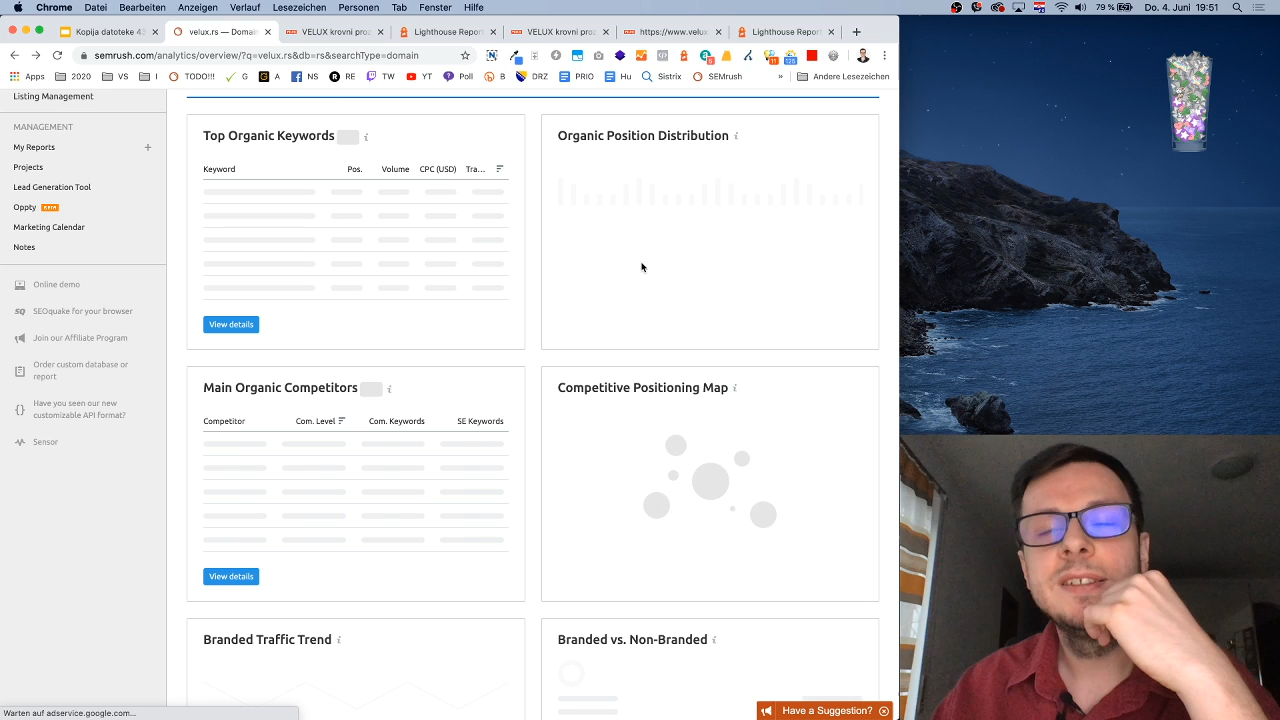 Chrome Datei Bearbeiten Anzeigen Verlauf Lesezeichen Personen Tab Fenster Hilfe 79 % Do. 4. Juni 19:51
Kopija datoteke 43 velux.rs — Domain VELUX krovni proz Lighthouse Report VELUX krovni proz https://www.velux Lighthouse Report
semrush.com/analytics/overview/?q=velux.rs&db=rs&searchType=domain
Apps 2020 VS I TODO!!! G A NS RE TW YT Poll B DRZ PRIO Hu Sistrix SEMrush » Andere Lesezeichen
Listing Management
MANAGEMENT
My Reports +
Projects
Lead Generation Tool
Oppty BETA
Marketing Calendar
Notes
Online demo
SQ SEOquake for your browser
Join our Affiliate Program
Order custom database or
report
{} Have you seen our new
customizable API format?
Sensor
Top Organic Keywords i
Keyword Pos. Volume CPC (USD) Tra...
View details
Organic Position Distribution i
Main Organic Competitors i
Competitor Com. Level Com. Keywords SE Keywords
View details
Competitive Positioning Map i
Branded Traffic Trend i
Branded vs. Non-Branded i
Warten auf adservice.google.com...
Have a Suggestion?